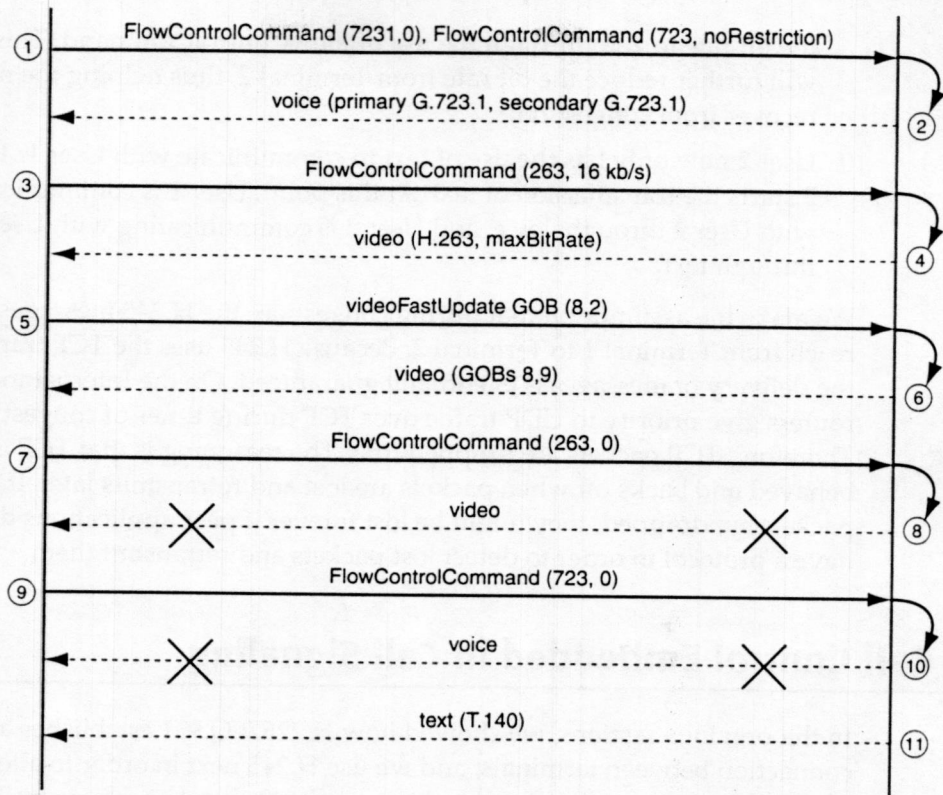 ① FlowControlCommand (7231,0), FlowControlCommand (723, noRestriction)
voice (primary G.723.1, secondary G.723.1) ②
③ FlowControlCommand (263, 16 kb/s)
video (H.263, maxBitRate) ④
⑤ videoFastUpdate GOB (8,2)
video (GOBs 8,9) ⑥
⑦ FlowControlCommand (263,0)
video ⑧
⑨ FlowControlCommand (723,0)
voice ⑩
text (T.140) ⑪